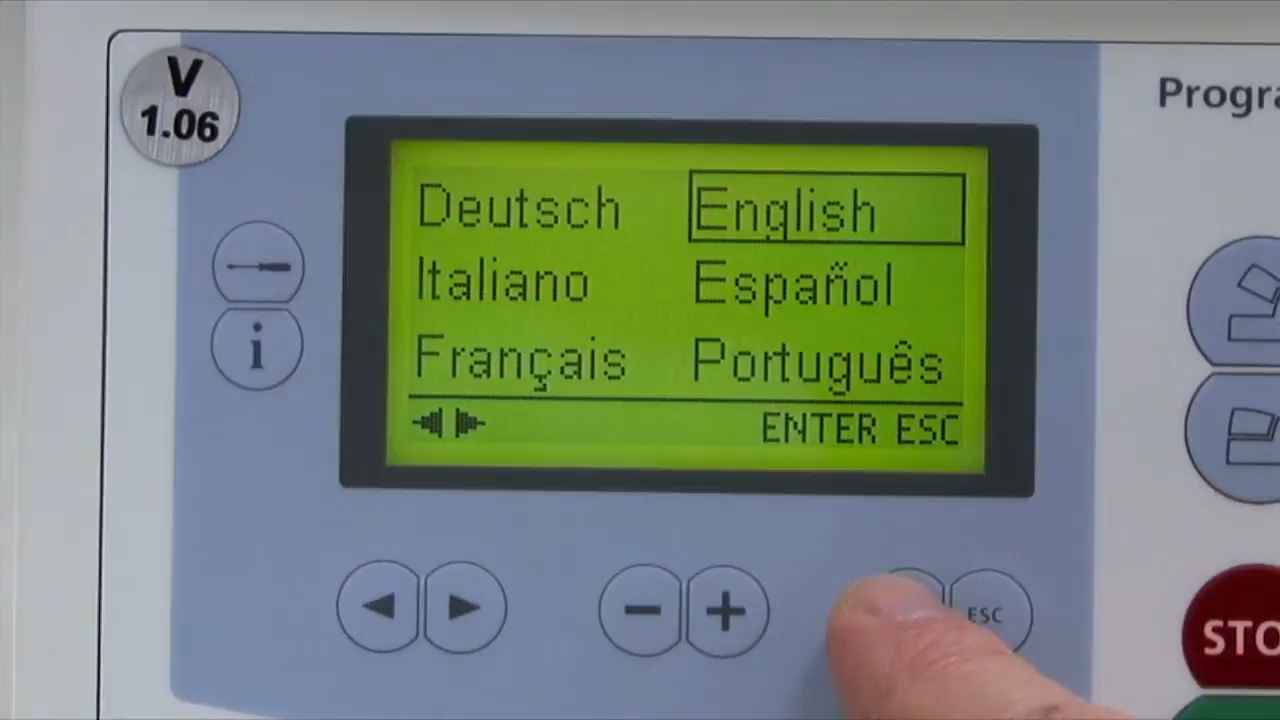 V
1.06
Progra
Deutsch English
Italiano Español
Français Português
ENTER ESC
i
ESC
STO